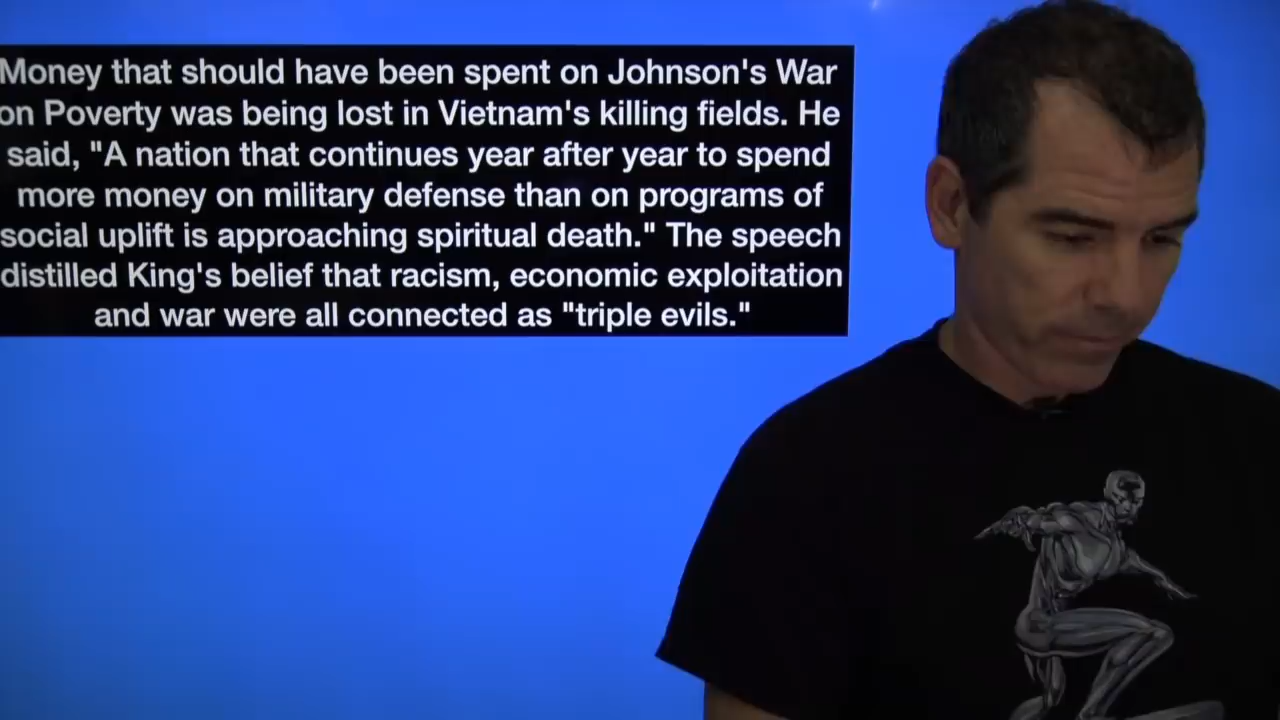 Money that should have been spent on Johnson's War
on Poverty was being lost in Vietnam's killing fields. He
said, "A nation that continues year after year to spend
more money on military defense than on programs of
social uplift is approaching spiritual death." The speech
distilled King's belief that racism, economic exploitation
and war were all connected as "triple evils."